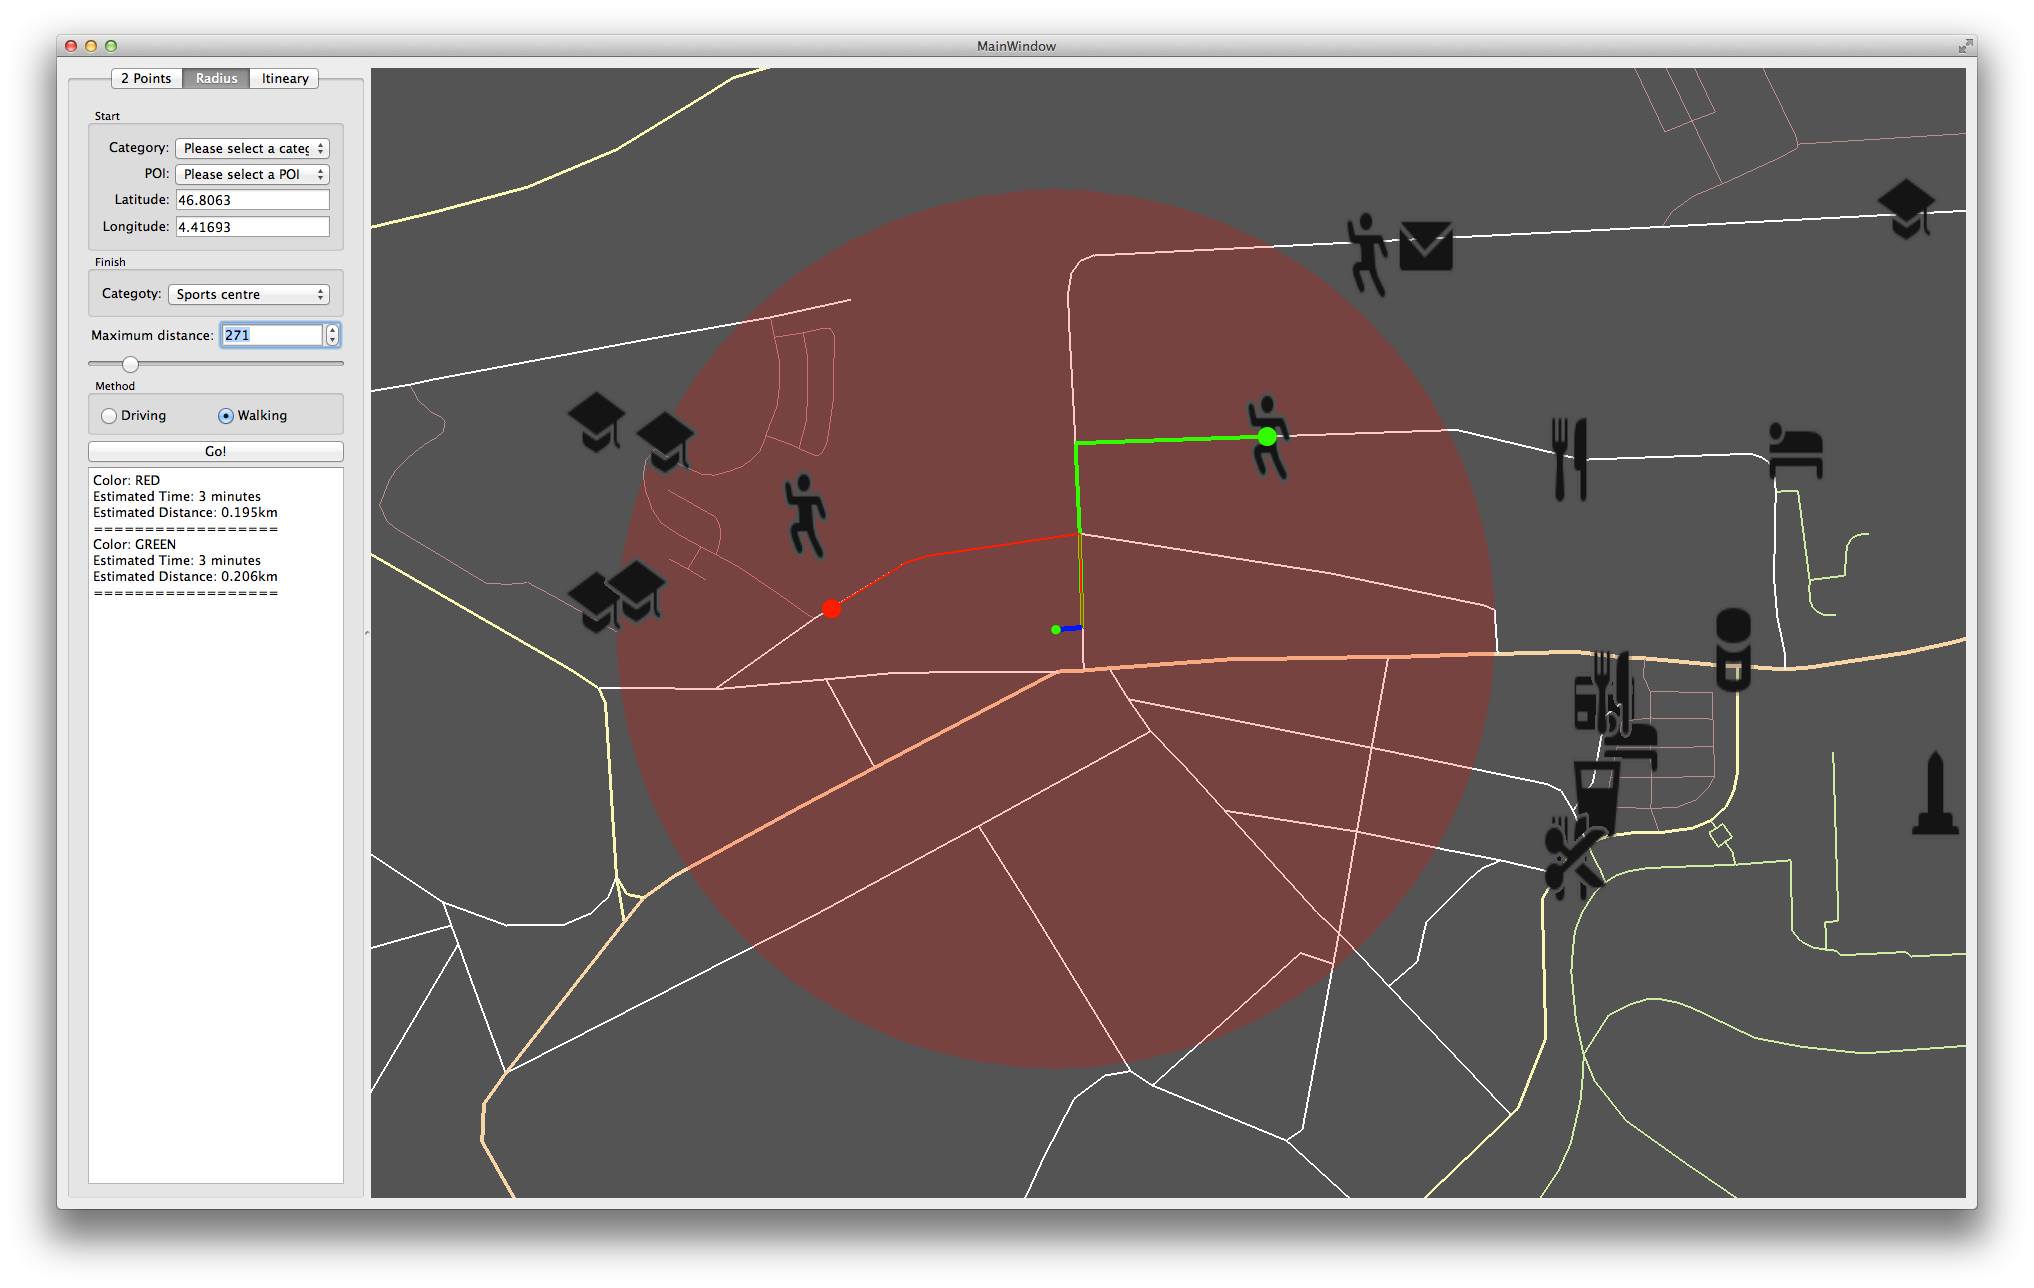 MainWindow
2 Points
Radius
Itineary
Start
Category: Please select a categ
POI: Please select a POI
Latitude: 46.8063
Longitude: 4.41693
Finish
Categoty: Sports centre
Maximum distance: 271
Method
Driving
Walking
Go!
Color: RED
Estimated Time: 3 minutes
Estimated Distance: 0.195km
==================
Color: GREEN
Estimated Time: 3 minutes
Estimated Distance: 0.206km
==================